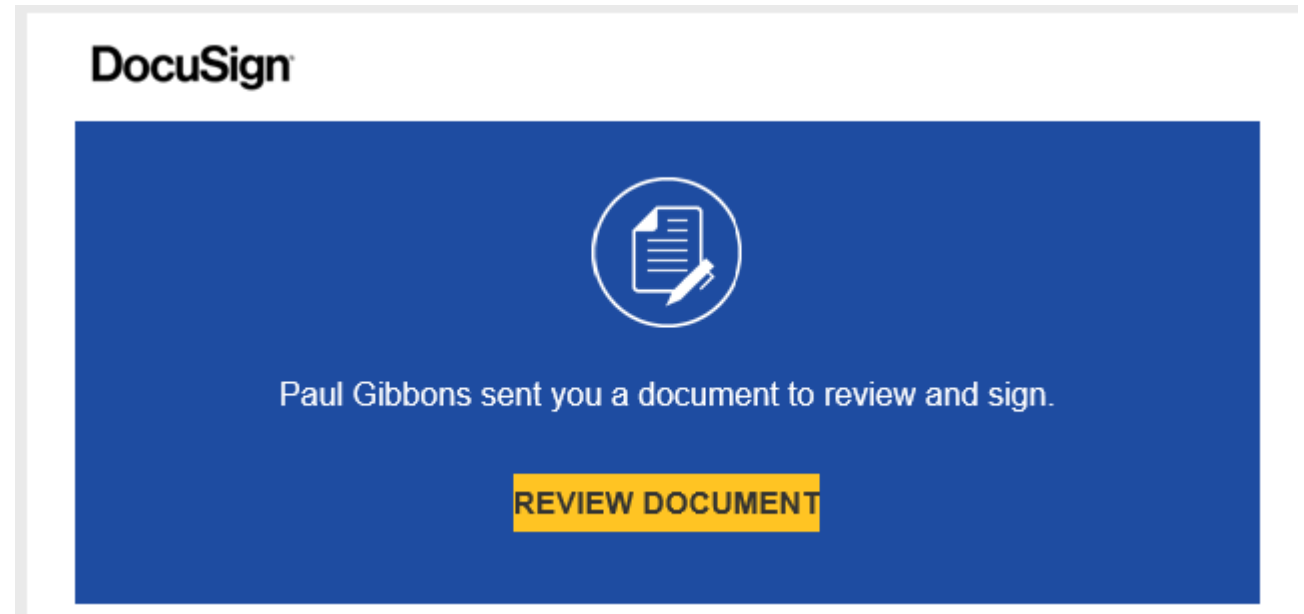 DocuSign
Paul Gibbons sent you a document to review and sign.
REVIEW DOCUMENT